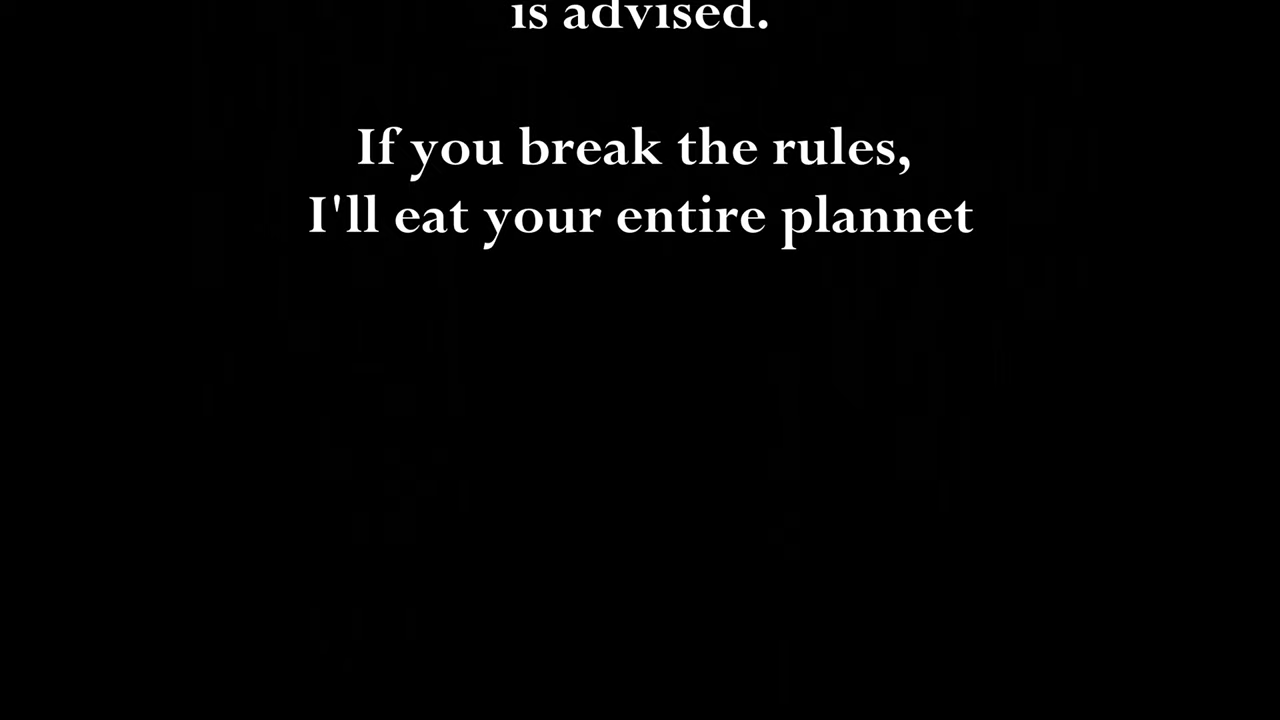 is advised.
If you break the rules,
I'll eat your entire plannet